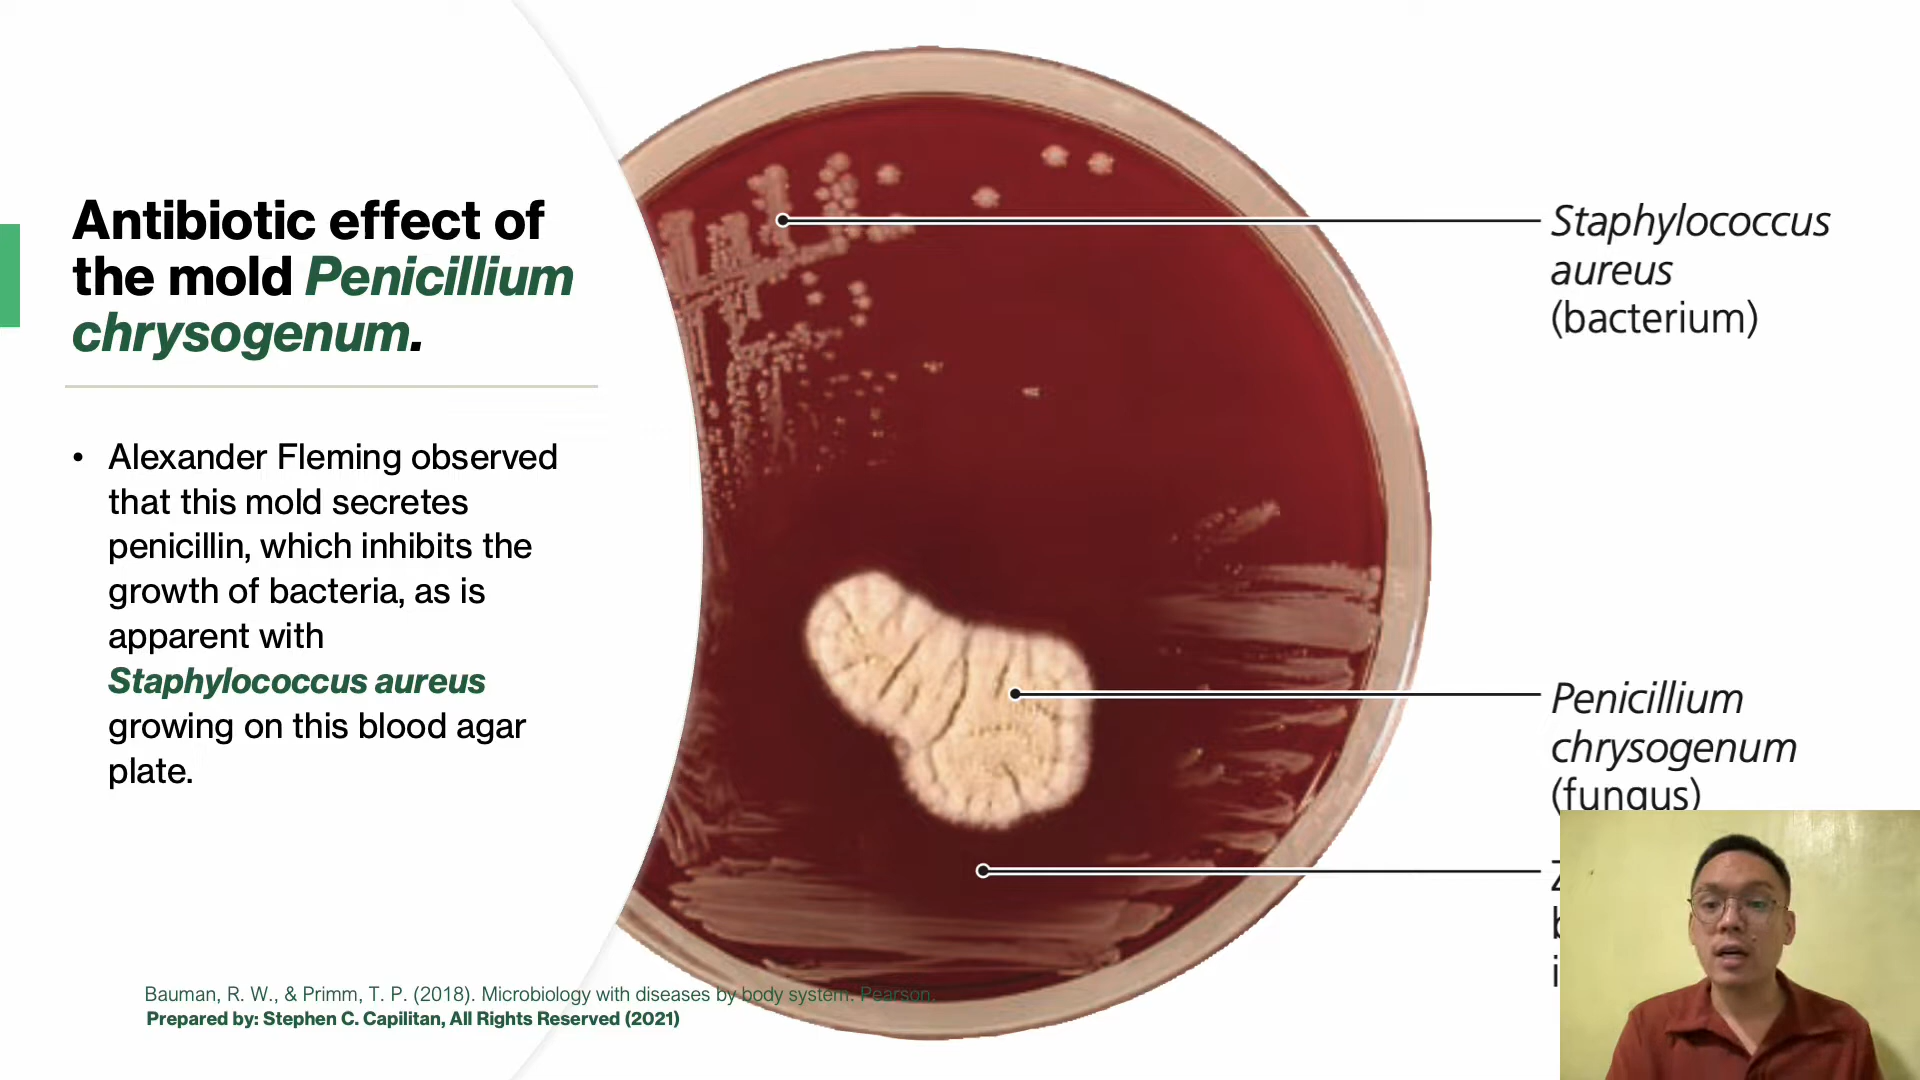 Antibiotic effect of
the mold Penicillium
chrysogenum.
• Alexander Fleming observed
that this mold secretes
penicillin, which inhibits the
growth of bacteria, as is
apparent with
Staphylococcus aureus
growing on this blood agar
plate.
Staphylococcus
aureus
(bacterium)
Penicillium
chrysogenum
(fungus)
Bauman, R. W., & Primm, T. P. (2018). Microbiology with diseases by body system. Pearson.
Prepared by: Stephen C. Capilitan, All Rights Reserved (2021)